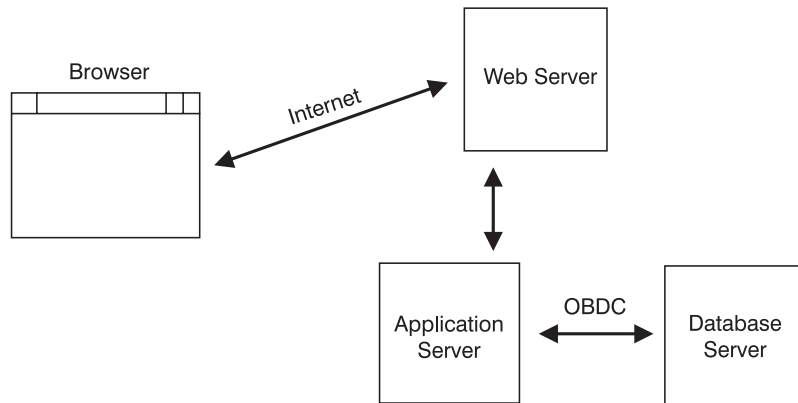 Browser
Internet
Web Server
Application
Server
OBDC
Database
Server